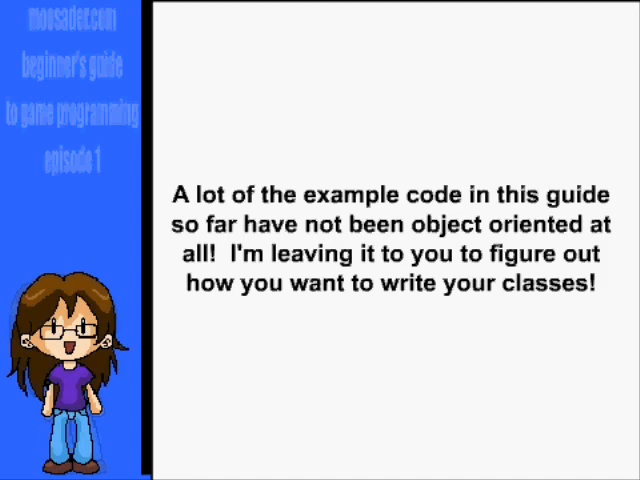 moosader.com
beginner's guide
to game programming
episode 1
A lot of the example code in this guide
so far have not been object oriented at
all! I'm leaving it to you to figure out
how you want to write your classes!